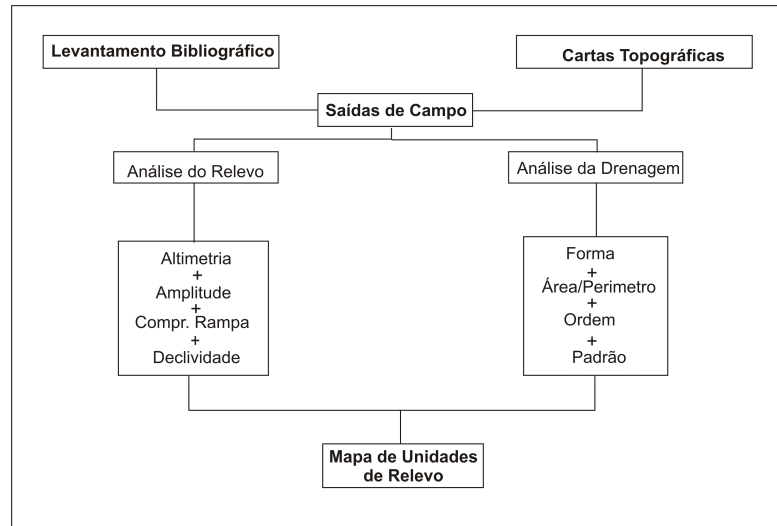 Levantamento Bibliográfico
Cartas Topográficas
Saídas de Campo
Análise do Relevo
Análise da Drenagem
Altimetria
+
Amplitude
+
Compr. Rampa
+
Declividade
Forma
+
Área/Perimetro
+
Ordem
+
Padrão
Mapa de Unidades
de Relevo